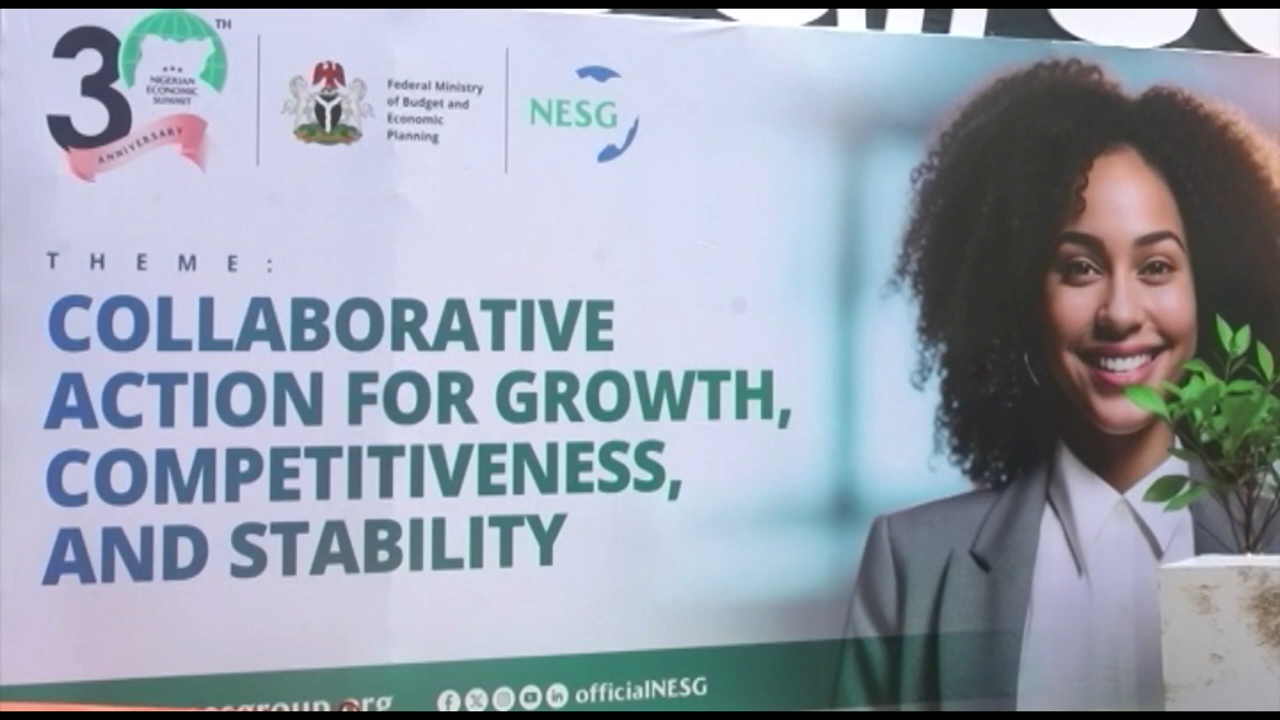 30TH
NIGERIAN
ECONOMIC
SUMMIT
ANNIVERSARY
Federal Ministry
of Budget and
Economic
Planning
NESG
THEME:
COLLABORATIVE
ACTION FOR GROWTH,
COMPETITIVENESS,
AND STABILITY
officialNESG